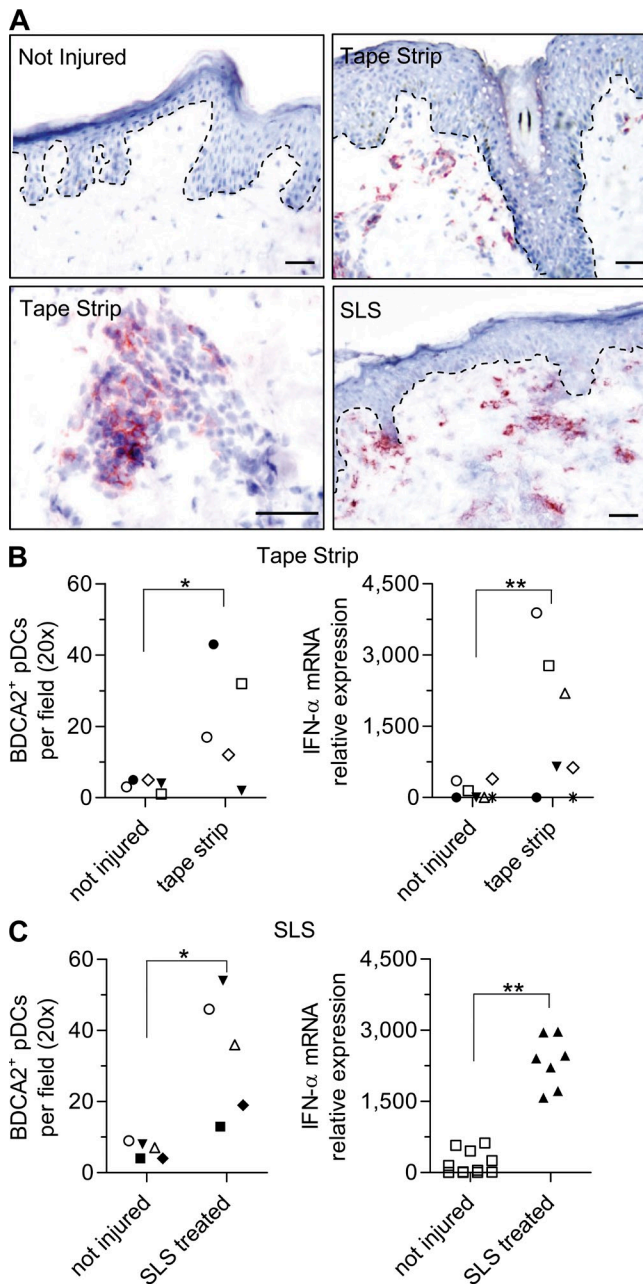 A
Not Injured
Tape Strip
Tape Strip
SLS
B
Tape Strip
BDCA2⁺ pDCs
per field (20x)
60
40
20
0
*
not injured
tape strip
IFN-α mRNA
relative expression
4,500
3,000
1,500
0
**
not injured
tape strip
C
SLS
BDCA2⁺ pDCs
per field (20x)
60
40
20
0
*
not injured
SLS treated
IFN-α mRNA
relative expression
4,500
3,000
1,500
0
**
not injured
SLS treated